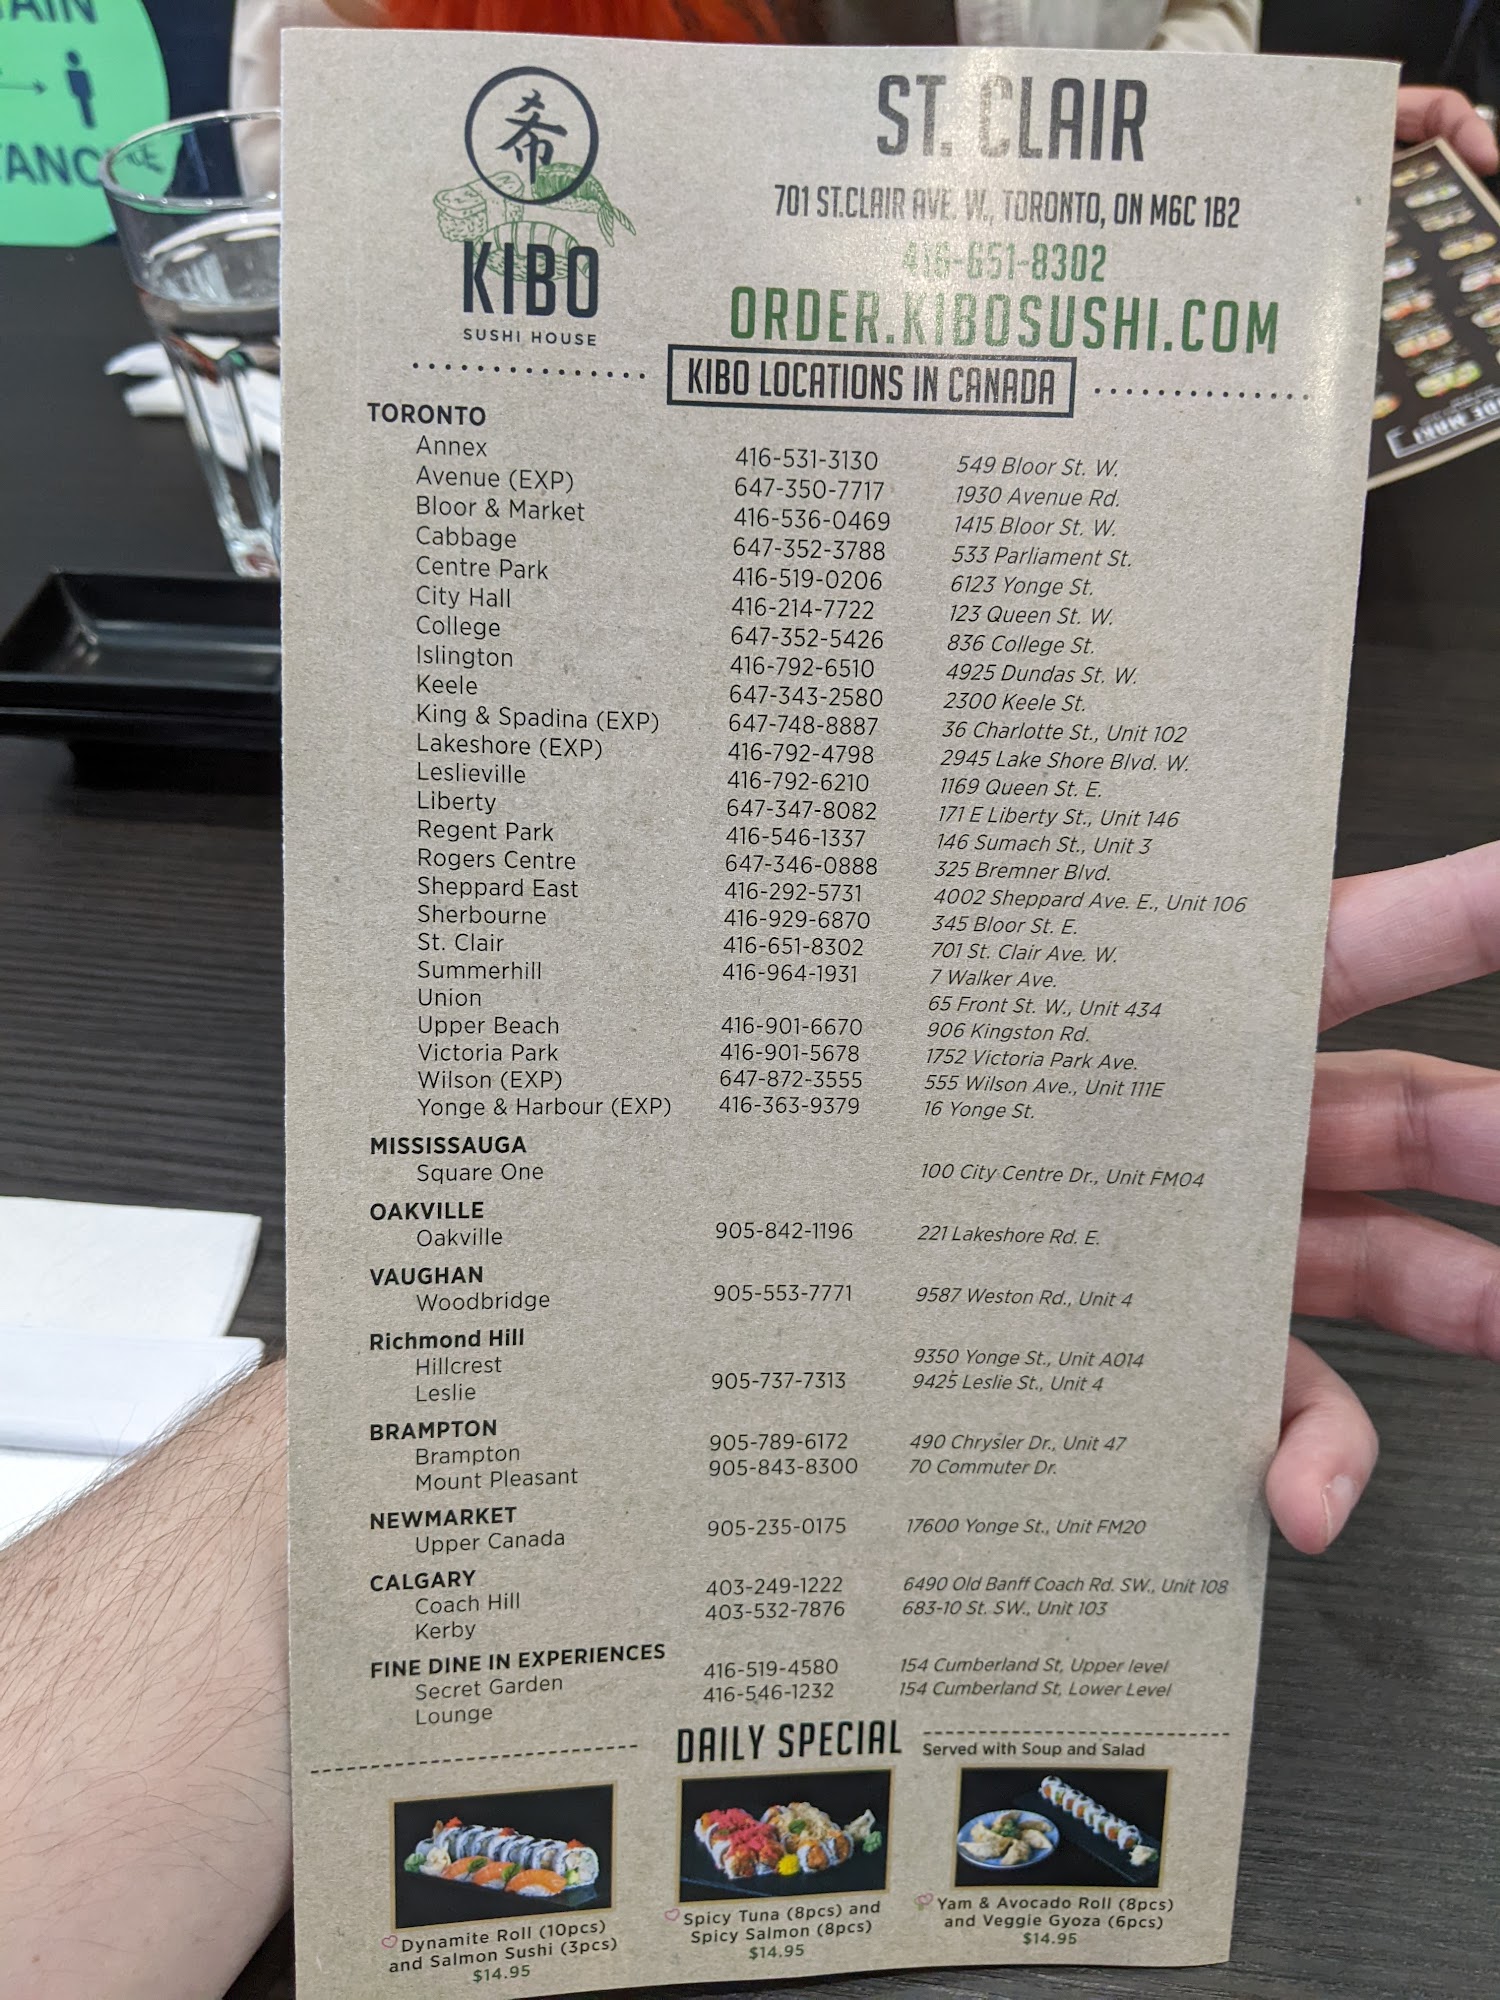 希
KIBO
SUSHI HOUSE
ST. CLAIR
701 ST.CLAIR AVE. W., TORONTO, ON M6C 1B2
416-651-8302
ORDER.KIBOSUSHI.COM
KIBO LOCATIONS IN CANADA
TORONTO
Annex 416-531-3130 549 Bloor St. W.
Avenue (EXP) 647-350-7717 1930 Avenue Rd.
Bloor & Market 416-536-0469 1415 Bloor St. W.
Cabbage 647-352-3788 533 Parliament St.
Centre Park 416-519-0206 6123 Yonge St.
City Hall 416-214-7722 123 Queen St. W.
College 647-352-5426 836 College St.
Islington 416-792-6510 4925 Dundas St. W.
Keele 647-343-2580 2300 Keele St.
King & Spadina (EXP) 647-748-8887 36 Charlotte St., Unit 102
Lakeshore (EXP) 416-792-4798 2945 Lake Shore Blvd. W.
Leslieville 416-792-6210 1169 Queen St. E.
Liberty 647-347-8082 171 E Liberty St., Unit 146
Regent Park 416-546-1337 146 Sumach St., Unit 3
Rogers Centre 647-346-0888 325 Bremner Blvd.
Sheppard East 416-292-5731 4002 Sheppard Ave. E., Unit 106
Sherbourne 416-929-6870 345 Bloor St. E.
St. Clair 416-651-8302 701 St. Clair Ave. W.
Summerhill 416-964-1931 7 Walker Ave.
Union 65 Front St. W., Unit 434
Upper Beach 416-901-6670 906 Kingston Rd.
Victoria Park 416-901-5678 1752 Victoria Park Ave.
Wilson (EXP) 647-872-3555 555 Wilson Ave., Unit 111E
Yonge & Harbour (EXP) 416-363-9379 16 Yonge St.
MISSISSAUGA
Square One 100 City Centre Dr., Unit FM04
OAKVILLE
Oakville 905-842-1196 221 Lakeshore Rd. E.
VAUGHAN
Woodbridge 905-553-7771 9587 Weston Rd., Unit 4
Richmond Hill
Hillcrest 9350 Yonge St., Unit A014
Leslie 905-737-7313 9425 Leslie St., Unit 4
BRAMPTON
Brampton 905-789-6172 490 Chrysler Dr., Unit 47
Mount Pleasant 905-843-8300 70 Commuter Dr.
NEWMARKET
Upper Canada 905-235-0175 17600 Yonge St., Unit FM20
CALGARY
Coach Hill 403-249-1222 6490 Old Banff Coach Rd. SW., Unit 108
Kerby 403-532-7876 683-10 St. SW., Unit 103
FINE DINE IN EXPERIENCES
Secret Garden 416-519-4580 154 Cumberland St, Upper level
Lounge 416-546-1232 154 Cumberland St, Lower Level
DAILY SPECIAL
Served with Soup and Salad
Dynamite Roll (10pcs)
and Salmon Sushi (3pcs)
$14.95
Spicy Tuna (8pcs) and
Spicy Salmon (8pcs)
$14.95
Yam & Avocado Roll (8pcs)
and Veggie Gyoza (6pcs)
$14.95